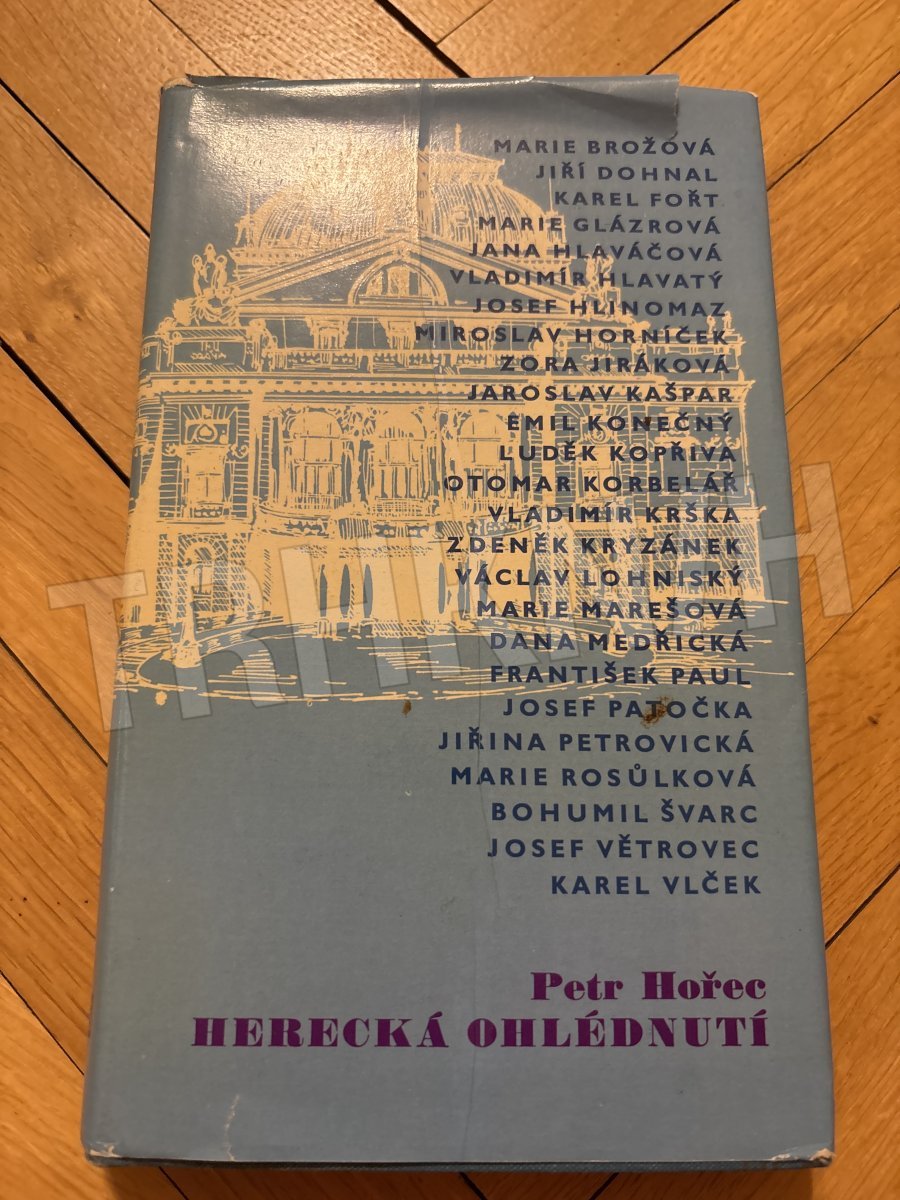 MARIE BROŽOVÁ
JIŘÍ DOHNAL
KAREL FOŘT
MARIE GLÁZROVÁ
JANA HLAVÁČOVÁ
VLADIMÍR HLAVATÝ
JOSEF HLINOMAZ
MIROSLAV HORNÍČEK
ZORA JIRÁKOVÁ
JAROSLAV KAŠPAR
EMIL KONEČNÝ
LUDĚK KOPŘIVA
OTOMAR KORBELÁŘ
VLADIMÍR KRŠKA
ZDENĚK KRYZÁNEK
VÁCLAV LOHNISKÝ
MARIE MAREŠOVÁ
DANA MEDŘICKÁ
FRANTIŠEK PAUL
JOSEF PATOČKA
JIŘINA PETROVICKÁ
MARIE ROSŮLKOVÁ
BOHUMIL ŠVARC
JOSEF VĚTROVEC
KAREL VLČEK
Petr Hořec
HERECKÁ OHLÉDNUTÍ